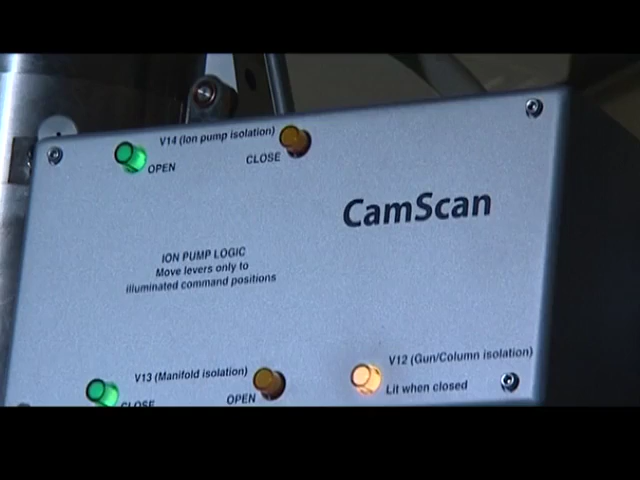 V14 (Ion pump isolation)
OPEN
CLOSE
CamScan
ION PUMP LOGIC
Move levers only to
illuminated command positions
V13 (Manifold isolation)
CLOSE
OPEN
V12 (Gun/Column isolation)
Lit when closed